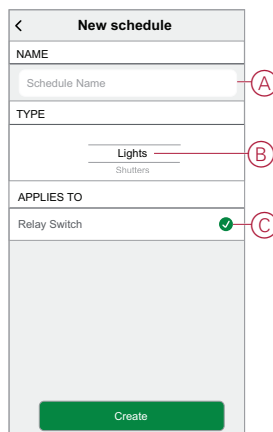 New schedule
NAME
Schedule Name
A
TYPE
Lights
B
Shutters
APPLIES TO
Relay Switch
C
Create